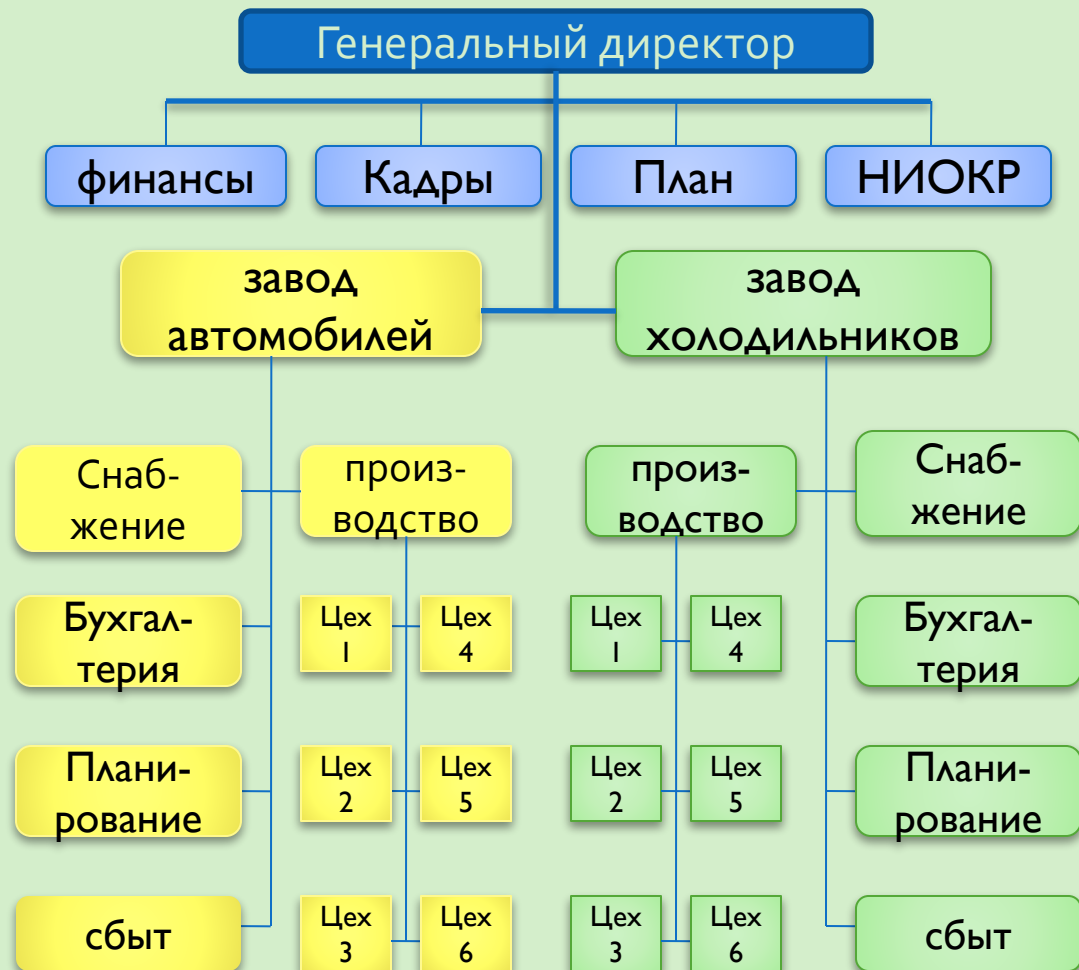 Генеральный директор
финансы
Кадры
План
НИОКР
завод
автомобилей
завод
холодильников
Снаб-
жение
произ-
водство
произ-
водство
Снаб-
жение
Бухгал-
терия
Цех
1
Цех
4
Цех
1
Цех
4
Бухгал-
терия
Плани-
рование
Цех
2
Цех
5
Цех
2
Цех
5
Плани-
рование
сбыт
Цех
3
Цех
6
Цех
3
Цех
6
сбыт